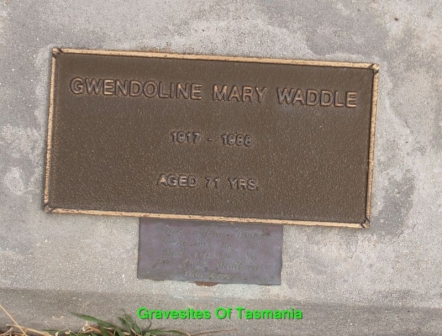 GWENDOLINE MARY WADDLE
1917 - 1988
AGED 71 YRS.
Gravesites Of Tasmania